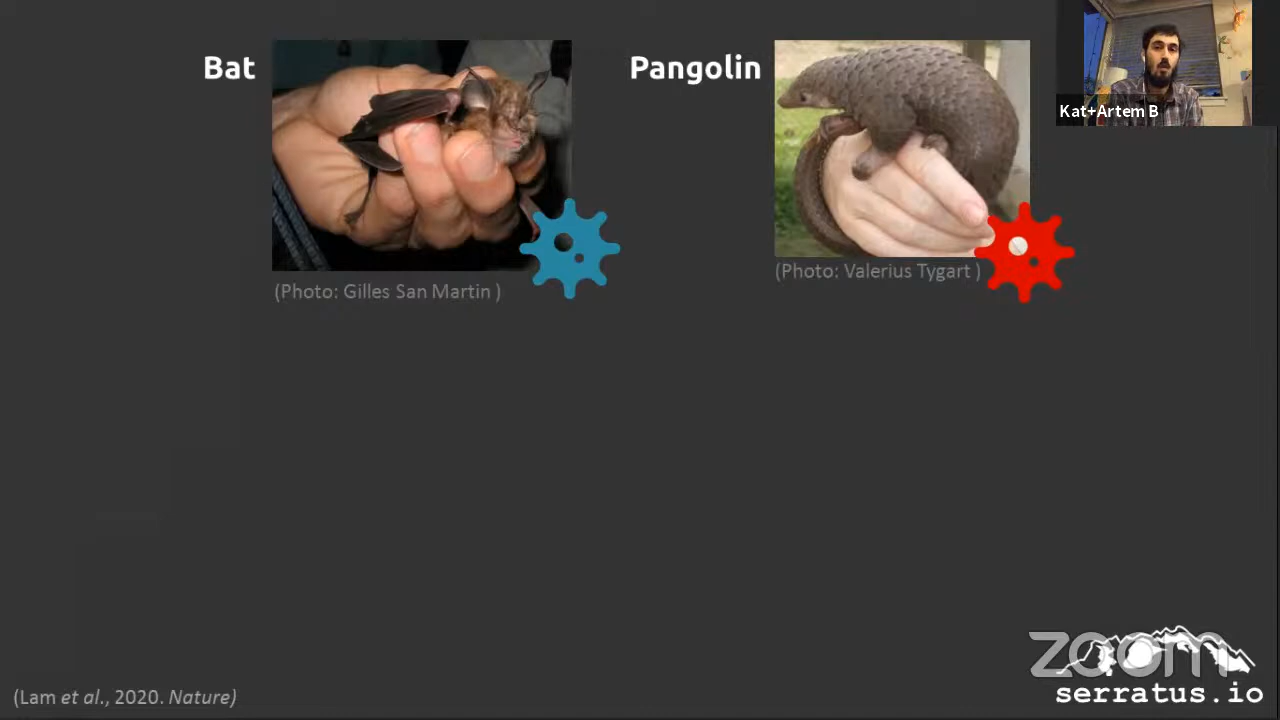 Bat
Pangolin
Kat+Artem B
(Photo: Gilles San Martin )
(Photo: Valerius Tygart )
zoom
serratus.io
(Lam et al., 2020. Nature)